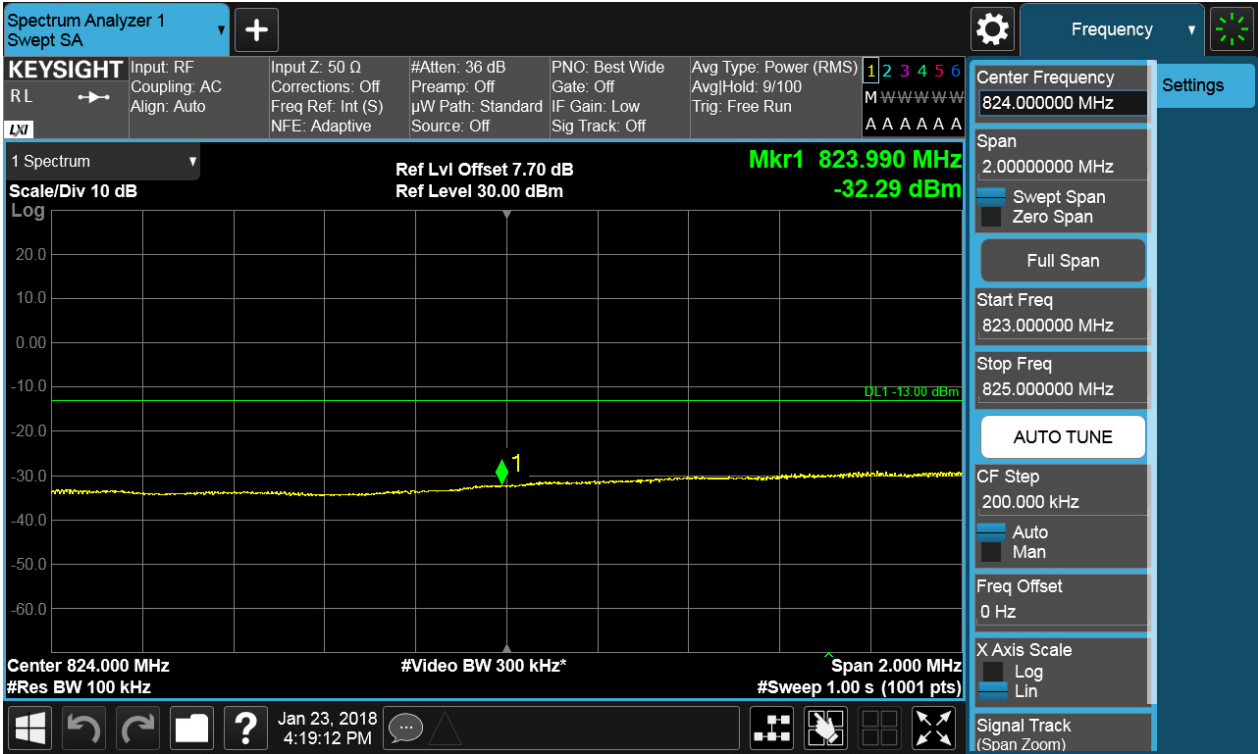 Spectrum Analyzer 1
Swept SA
+
Frequency
KEYSIGHT
R L
LXI
Input: RF
Coupling: AC
Align: Auto
Input Z: 50 Ω
Corrections: Off
Freq Ref: Int (S)
NFE: Adaptive
#Atten: 36 dB
Preamp: Off
µW Path: Standard
Source: Off
PNO: Best Wide
Gate: Off
IF Gain: Low
Sig Track: Off
Avg Type: Power (RMS)
Avg|Hold: 9/100
Trig: Free Run
1 2 3 4 5 6
M W W W W W
A A A A A A
1 Spectrum
Scale/Div 10 dB
Log
Ref Lvl Offset 7.70 dB
Ref Level 30.00 dBm
Mkr1 823.990 MHz
-32.29 dBm
20.0
10.0
0.00
-10.0
-20.0
-30.0
-40.0
-50.0
-60.0
DL1 -13.00 dBm
1
Center 824.000 MHz
#Video BW 300 kHz*
Span 2.000 MHz
#Res BW 100 kHz
#Sweep 1.00 s (1001 pts)
Center Frequency
824.000000 MHz
Settings
Span
2.00000000 MHz
Swept Span
Zero Span
Full Span
Start Freq
823.000000 MHz
Stop Freq
825.000000 MHz
AUTO TUNE
CF Step
200.000 kHz
Auto
Man
Freq Offset
0 Hz
X Axis Scale
Log
Lin
Signal Track
(Span Zoom)
?
Jan 23, 2018
4:19:12 PM